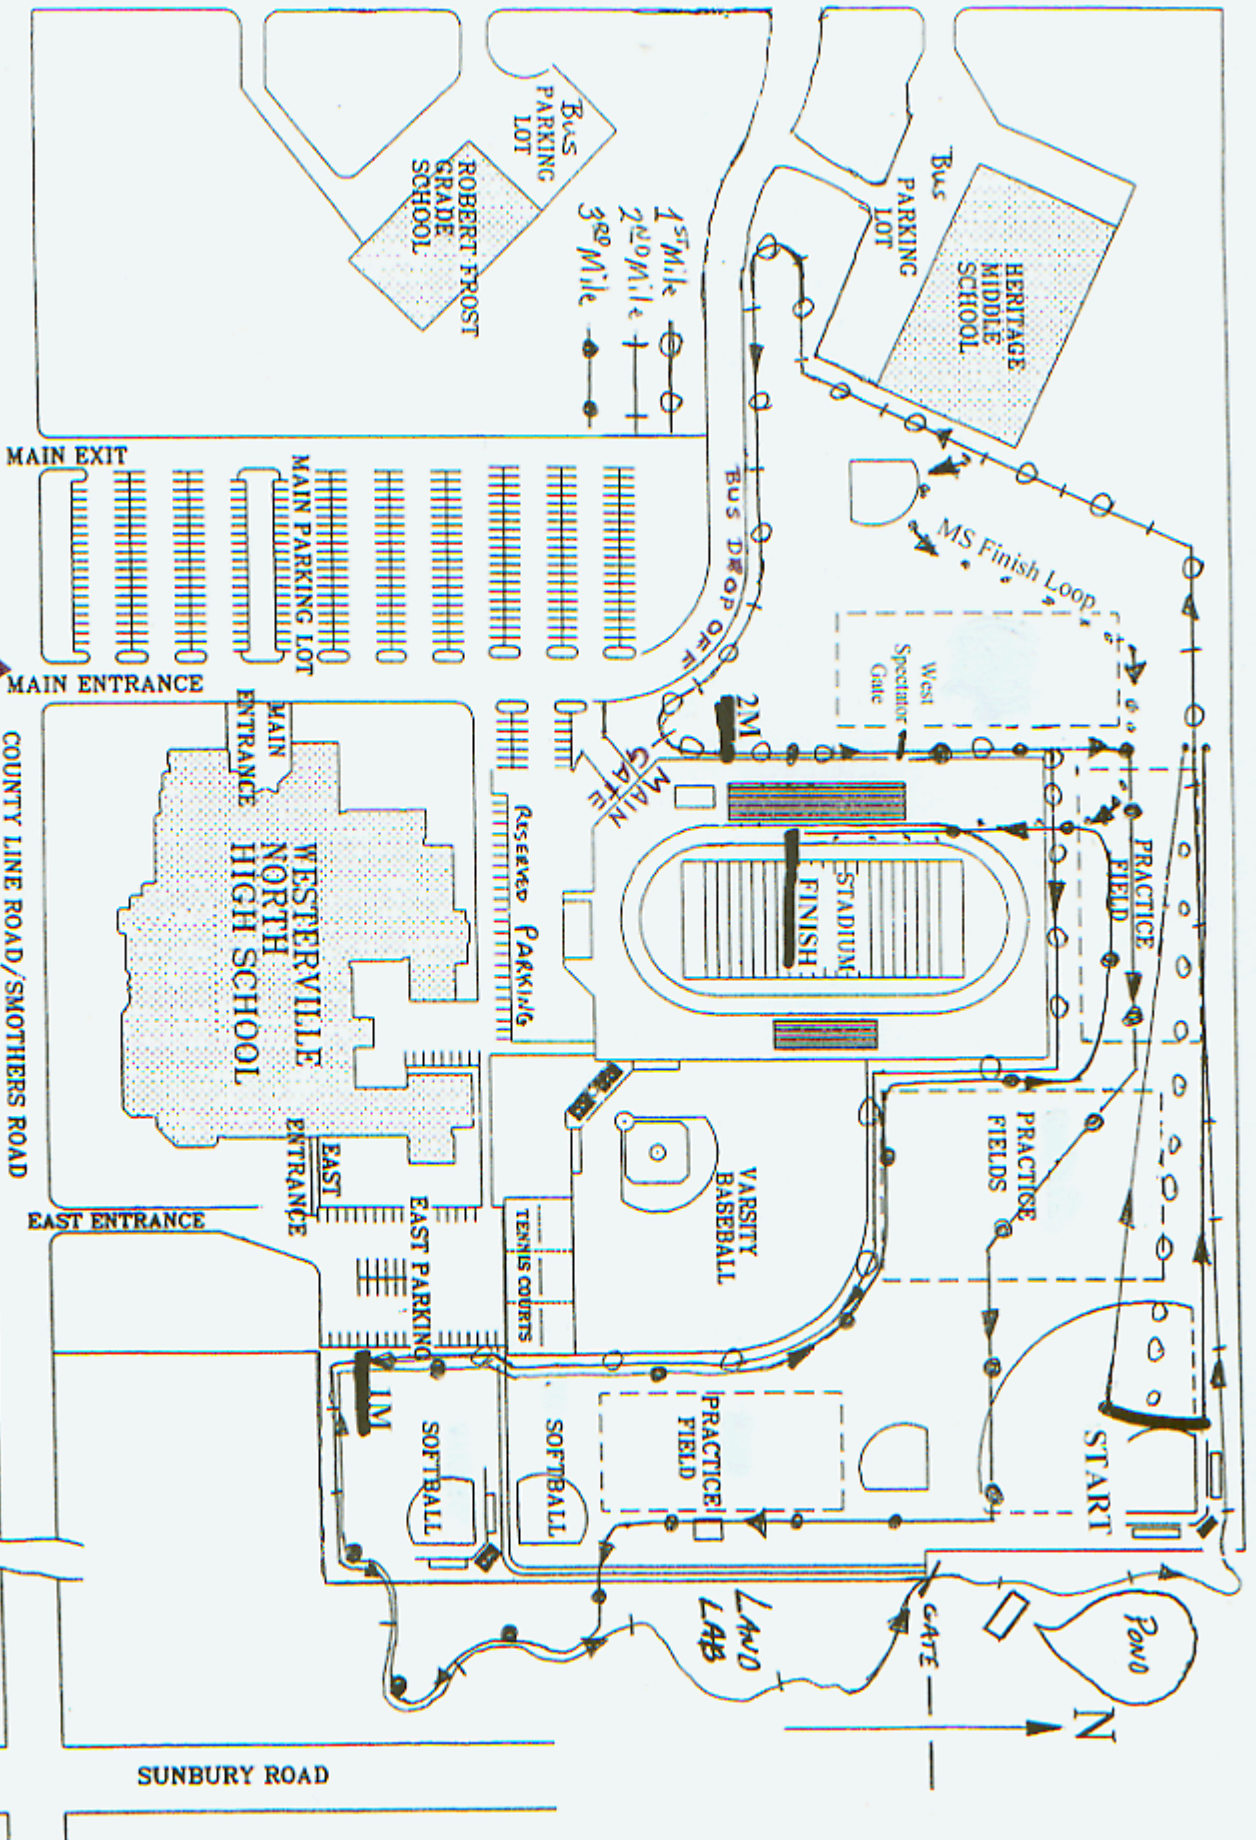 Bus
PARKING
LOT
ROBERT FROST
GRADE
SCHOOL
Bus
PARKING
LOT
HERITAGE
MIDDLE
SCHOOL
1ST Mile
2ND Mile
3RD Mile
MAIN EXIT
MAIN PARKING LOT
MAIN ENTRANCE
BUS DROP OFF
MS Finish Loop
West
Spectator
Gate
2M
MAIN
GATE
MAIN
ENTRANCE
RESERVED PARKING
WESTERVILLE
NORTH
HIGH SCHOOL
STADIUM
FINISH
PRACTICE
FIELD
PRACTICE
FIELDS
VARSITY
BASEBALL
TENNIS COURTS
EAST
ENTRANCE
EAST PARKING
EAST ENTRANCE
COUNTY LINE ROAD/SMOTHERS ROAD
1M
SOFTBALL
SOFTBALL
PRACTICE
FIELD
START
LAND
LAB
GATE
POND
N
SUNBURY ROAD